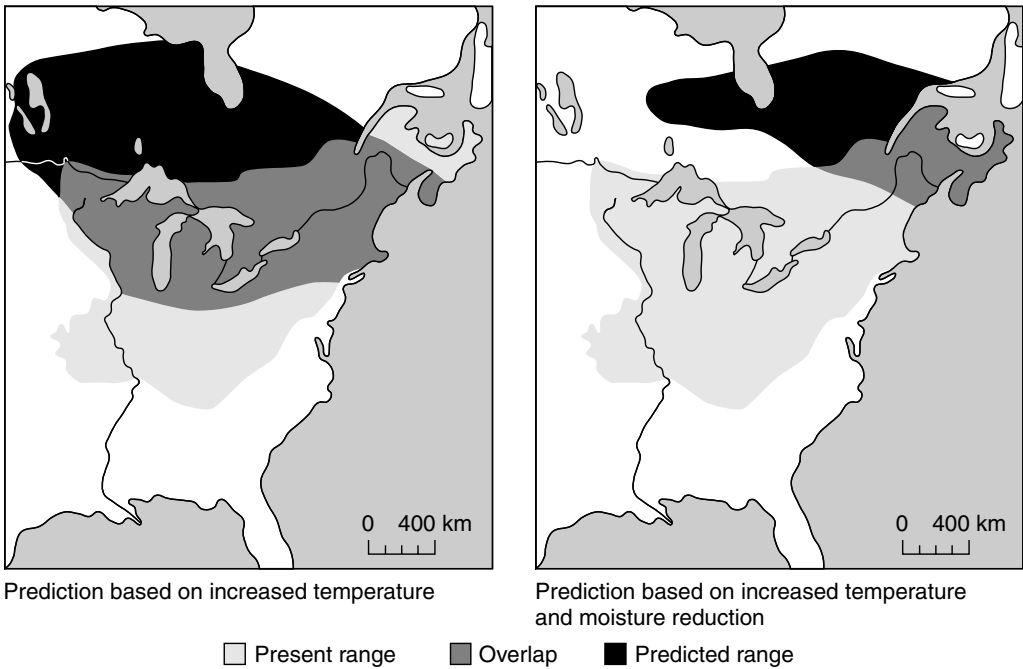 0 400 km
0 400 km
Prediction based on increased temperature
Prediction based on increased temperature
and moisture reduction
Present range
Overlap
Predicted range